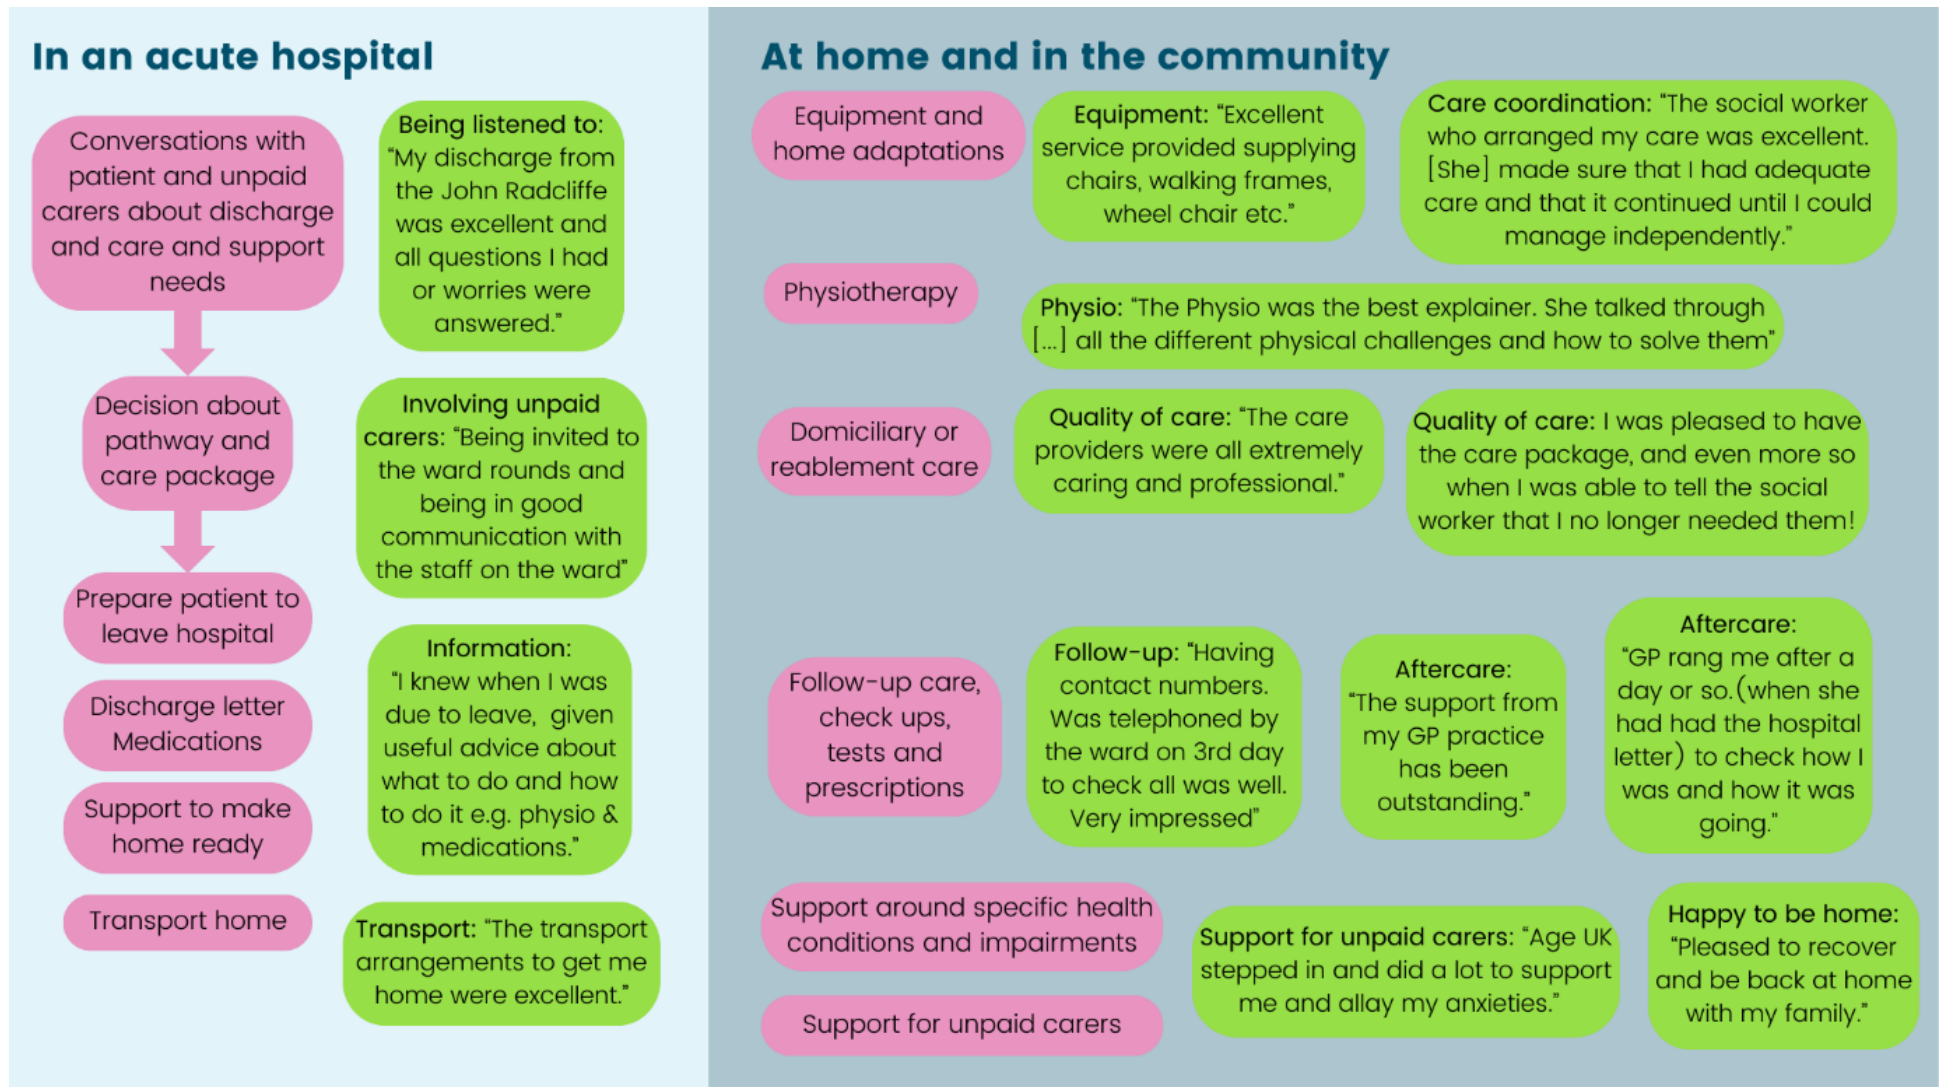 In an acute hospital
Conversations with
patient and unpaid
carers about discharge
and care and support
needs
Decision about
pathway and
care package
Prepare patient to
leave hospital
Discharge letter
Medications
Support to make
home ready
Transport home
Being listened to:
“My discharge from
the John Radcliffe
was excellent and
all questions I had
or worries were
answered.”
Involving unpaid
carers: “Being invited to
the ward rounds and
being in good
communication with
the staff on the ward”
Information:
“I knew when I was
due to leave, given
useful advice about
what to do and how
to do it e.g. physio &
medications.”
Transport: “The transport
arrangements to get me
home were excellent.”
At home and in the community
Equipment and
home adaptations
Equipment: “Excellent
service provided supplying
chairs, walking frames,
wheel chair etc.”
Care coordination: “The social worker
who arranged my care was excellent.
[She] made sure that I had adequate
care and that it continued until I could
manage independently.”
Physiotherapy
Physio: “The Physio was the best explainer. She talked through
[...] all the different physical challenges and how to solve them”
Domiciliary or
reablement care
Quality of care: “The care
providers were all extremely
caring and professional.”
Quality of care: I was pleased to have
the care package, and even more so
when I was able to tell the social
worker that I no longer needed them!
Follow-up care,
check ups,
tests and
prescriptions
Follow-up: “Having
contact numbers.
Was telephoned by
the ward on 3rd day
to check all was well.
Very impressed”
Aftercare:
“The support from
my GP practice
has been
outstanding.”
Aftercare:
“GP rang me after a
day or so.(when she
had had the hospital
letter) to check how I
was and how it was
going.”
Support around specific health
conditions and impairments
Support for unpaid carers
Support for unpaid carers: “Age UK
stepped in and did a lot to support
me and allay my anxieties.”
Happy to be home:
“Pleased to recover
and be back at home
with my family.”